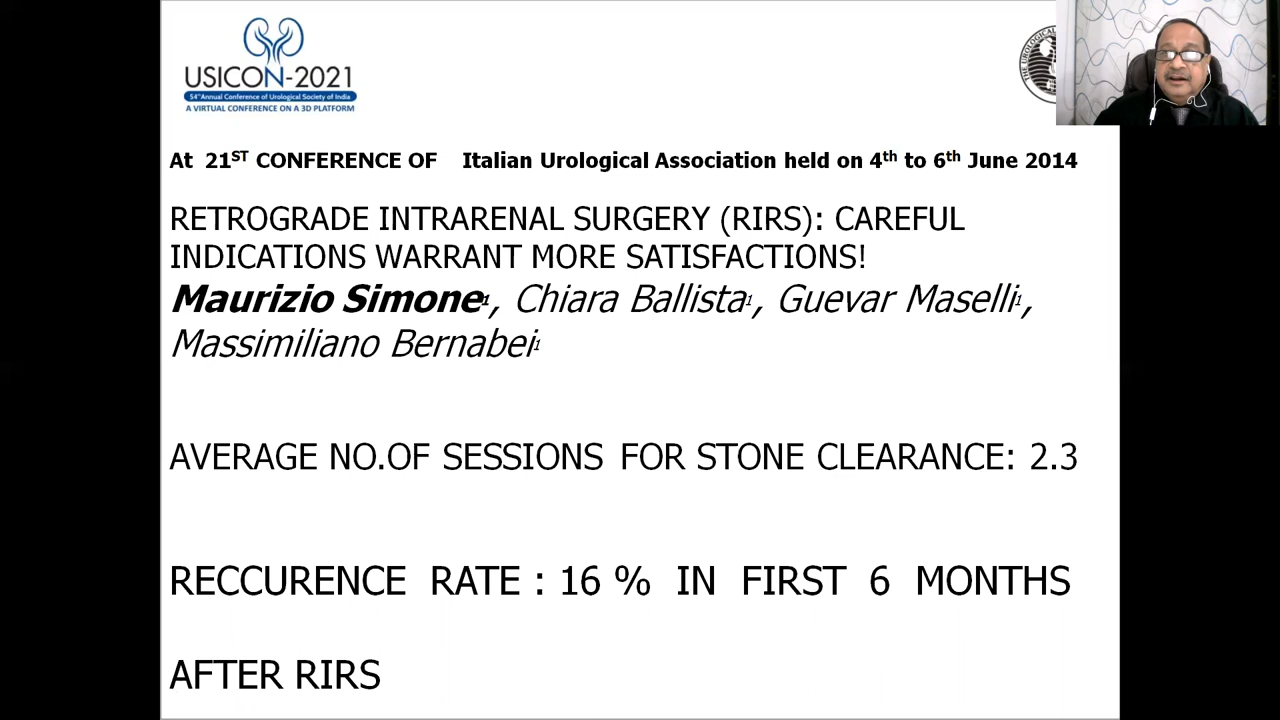 USICON-2021
54th Annual Conference of Urological Society of India
A VIRTUAL CONFERENCE ON A 3D PLATFORM
THE UROLOGICAL
At 21ST CONFERENCE OF Italian Urological Association held on 4th to 6th June 2014
RETROGRADE INTRARENAL SURGERY (RIRS): CAREFUL
INDICATIONS WARRANT MORE SATISFACTIONS!
Maurizio Simone1, Chiara Ballista1, Guevar Maselli1,
Massimiliano Bernabei1
AVERAGE NO.OF SESSIONS FOR STONE CLEARANCE: 2.3
RECCURENCE RATE : 16 % IN FIRST 6 MONTHS
AFTER RIRS